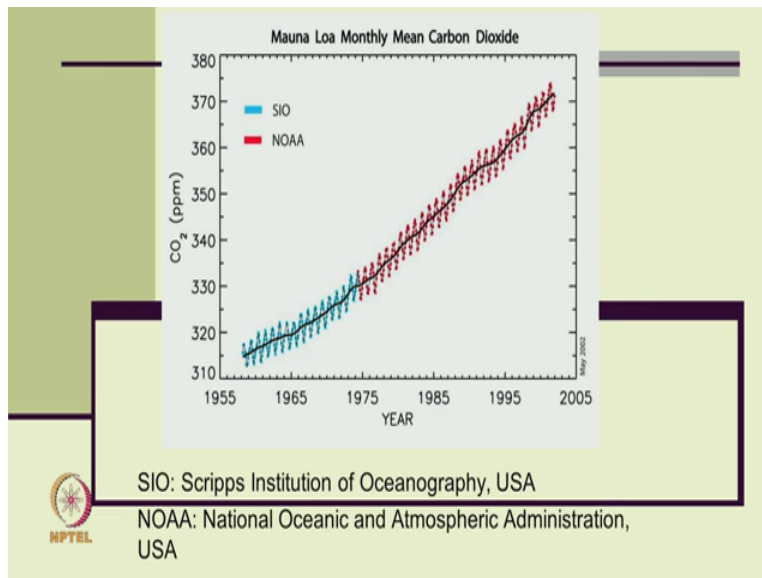 Mauna Loa Monthly Mean Carbon Dioxide
380
370
360
350
340
330
320
310
CO₂ (ppm)
SIO
NOAA
1955 1965 1975 1985 1995 2005
YEAR
May 2002
SIO: Scripps Institution of Oceanography, USA
NOAA: National Oceanic and Atmospheric Administration,
USA
NPTEL